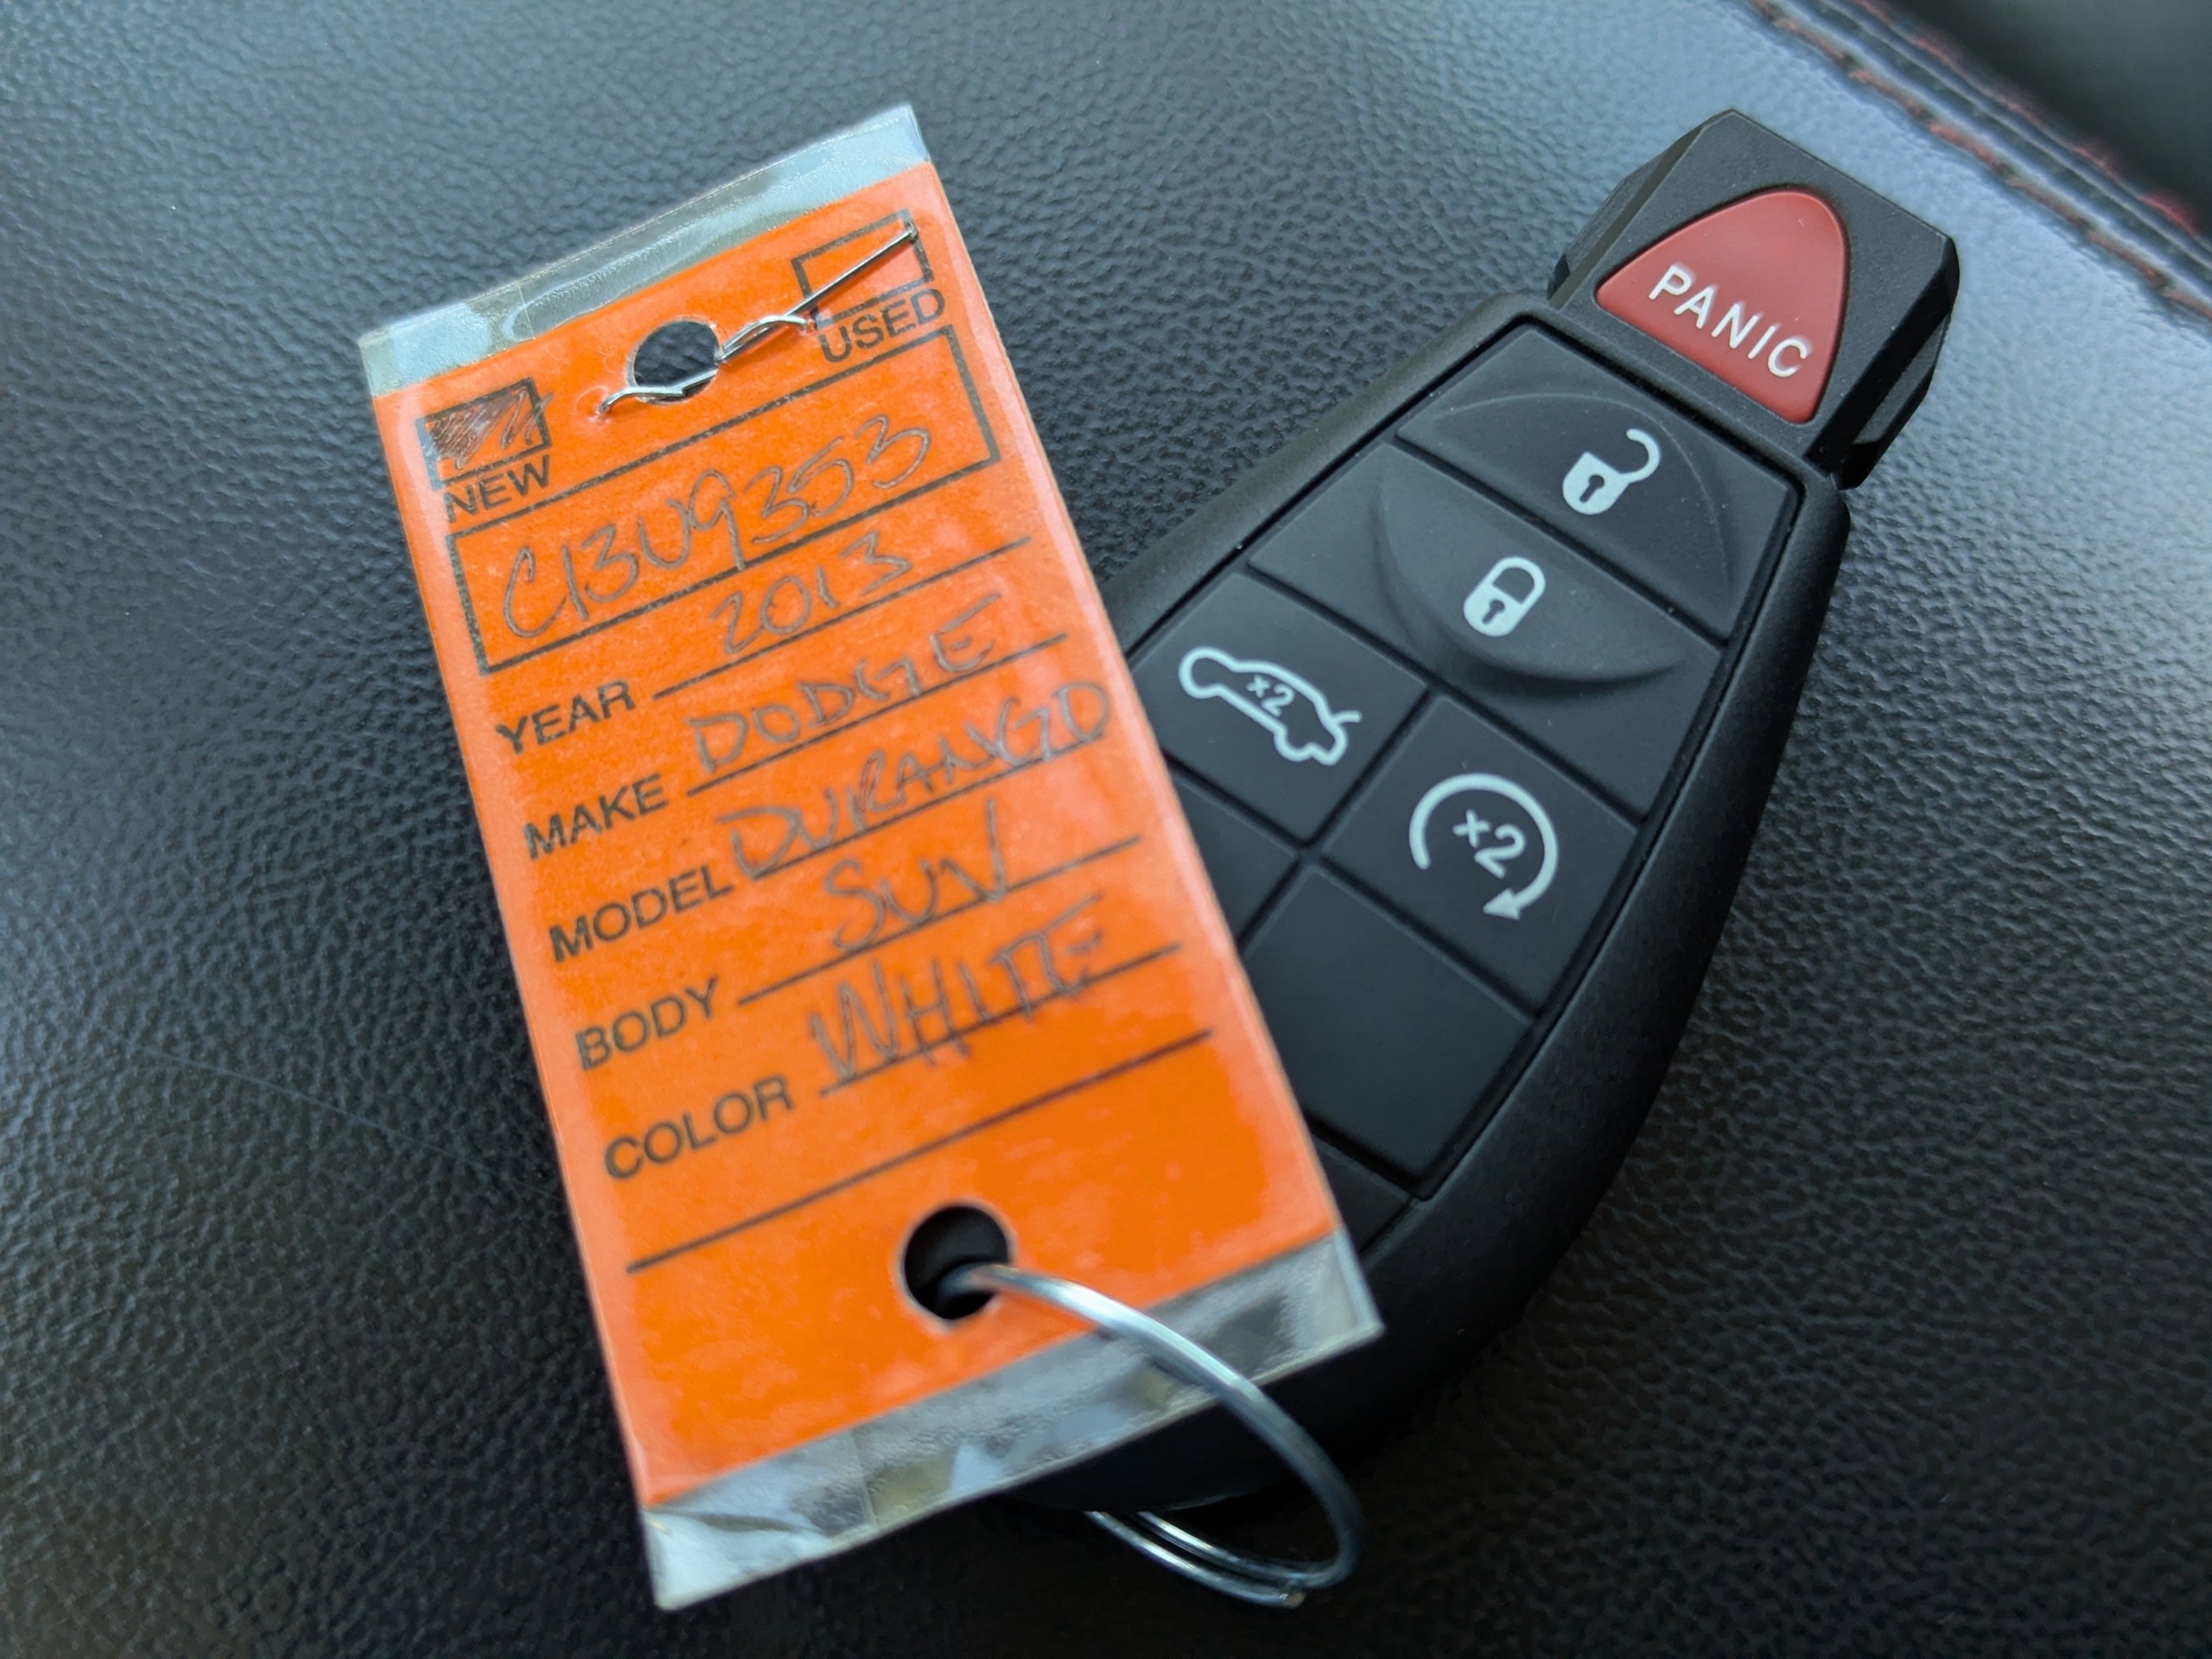 USED
NEW
C13U9353
YEAR 2013
MAKE DODGE
MODEL DURANGO
BODY SUV
COLOR WHITE
PANIC
x2
x2